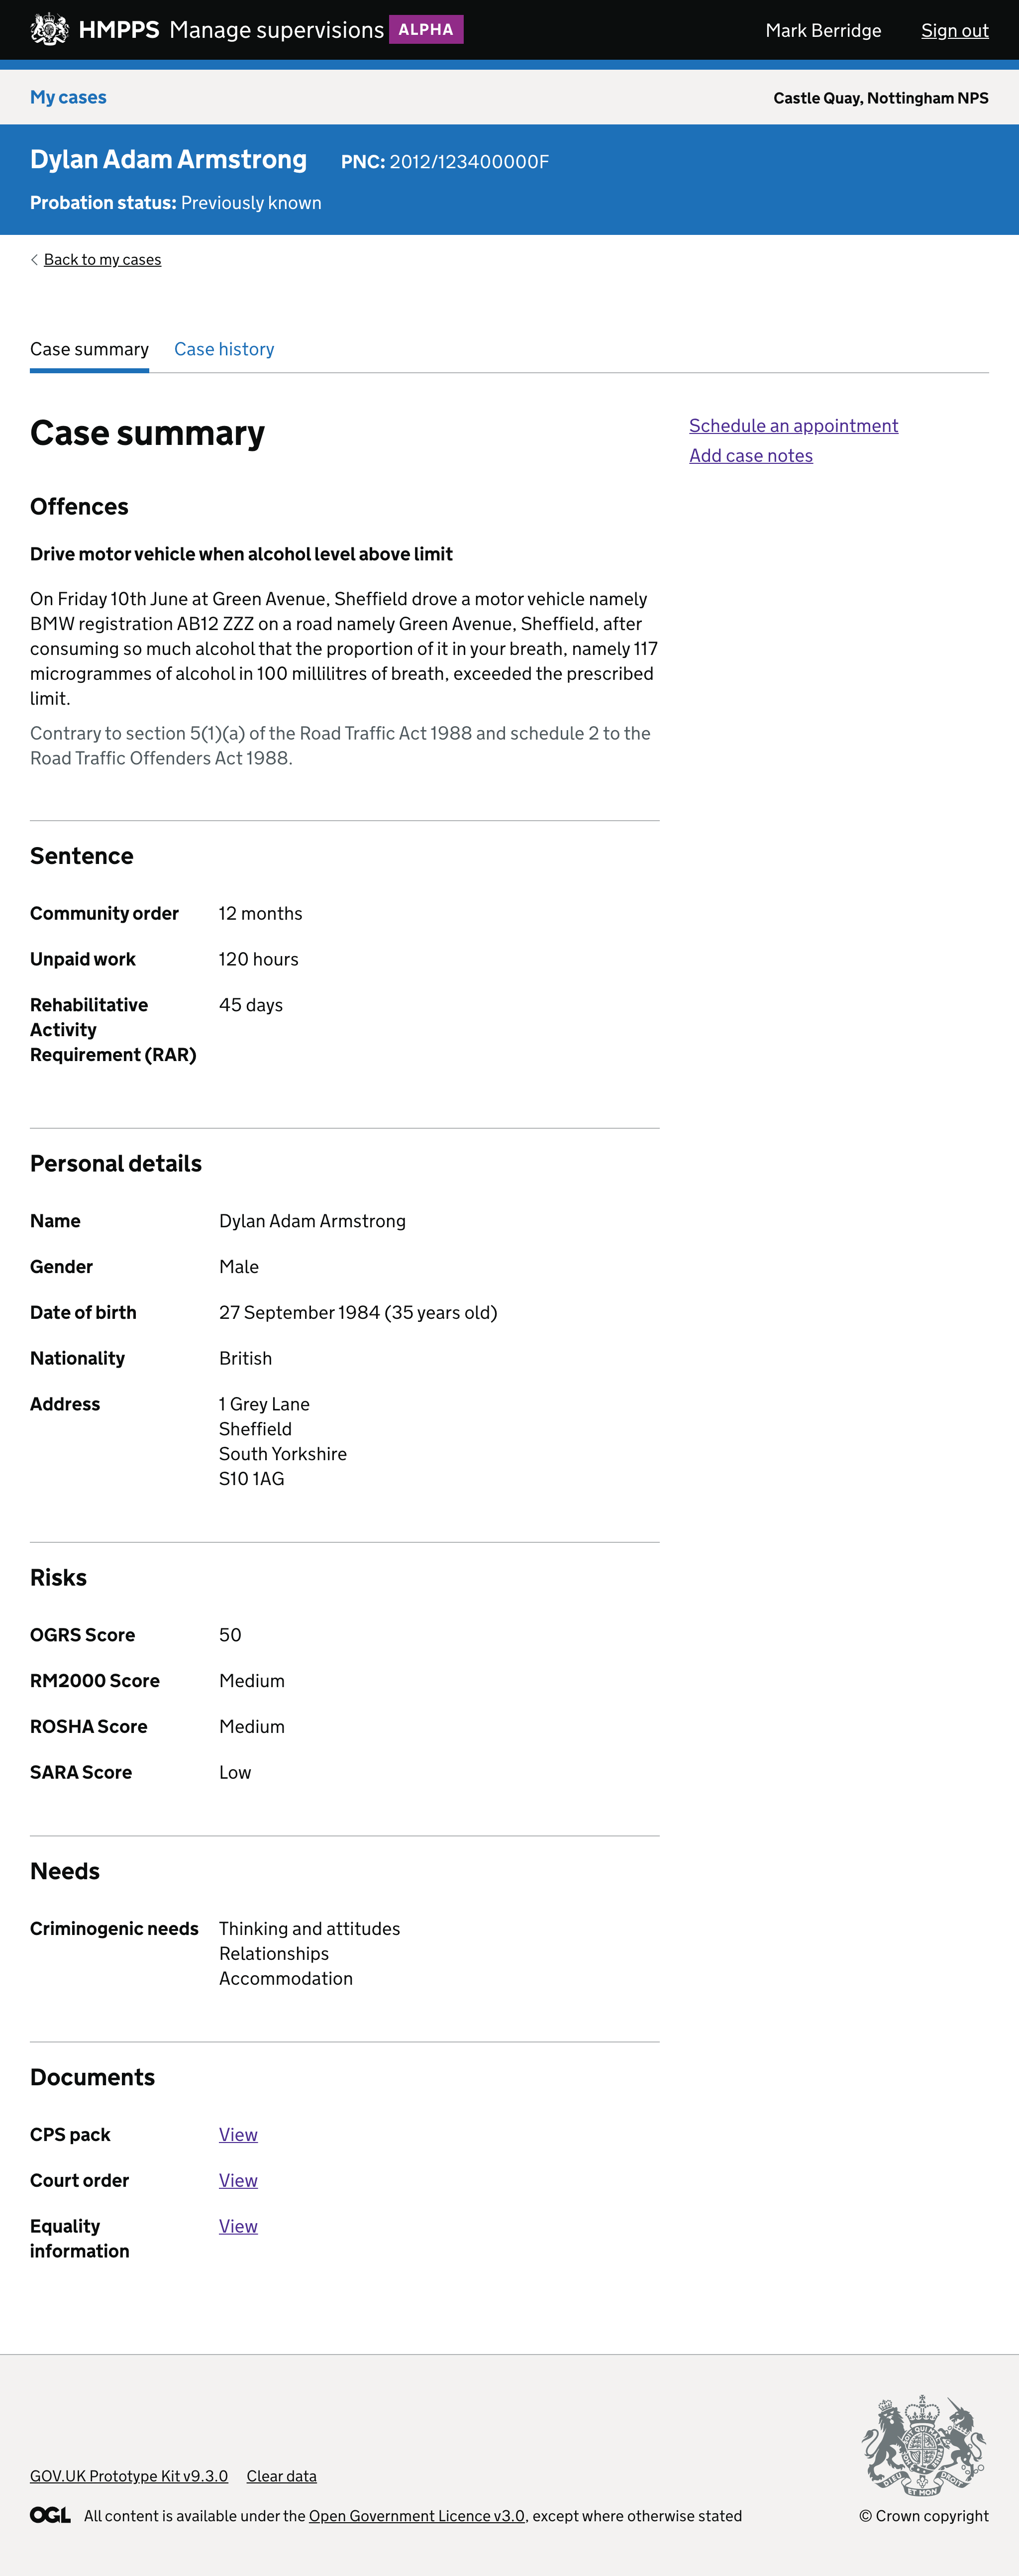 HMPPS Manage supervisions ALPHA Mark Berridge Sign out
My cases Castle Quay, Nottingham NPS
Dylan Adam Armstrong PNC: 2012/123400000F
Probation status: Previously known
Back to my cases
Case summary Case history
Case summary
Schedule an appointment
Add case notes
Offences
Drive motor vehicle when alcohol level above limit
On Friday 10th June at Green Avenue, Sheffield drove a motor vehicle namely
BMW registration AB12 ZZZ on a road namely Green Avenue, Sheffield, after
consuming so much alcohol that the proportion of it in your breath, namely 117
microgrammes of alcohol in 100 millilitres of breath, exceeded the prescribed
limit.
Contrary to section 5(1)(a) of the Road Traffic Act 1988 and schedule 2 to the
Road Traffic Offenders Act 1988.
Sentence
Community order 12 months
Unpaid work 120 hours
Rehabilitative 45 days
Activity
Requirement (RAR)
Personal details
Name Dylan Adam Armstrong
Gender Male
Date of birth 27 September 1984 (35 years old)
Nationality British
Address 1 Grey Lane
Sheffield
South Yorkshire
S10 1AG
Risks
OGRS Score 50
RM2000 Score Medium
ROSHA Score Medium
SARA Score Low
Needs
Criminogenic needs Thinking and attitudes
Relationships
Accommodation
Documents
CPS pack View
Court order View
Equality View
information
GOV.UK Prototype Kit v9.3.0 Clear data
DIEU ET MON DROIT
OGL All content is available under the Open Government Licence v3.0, except where otherwise stated © Crown copyright